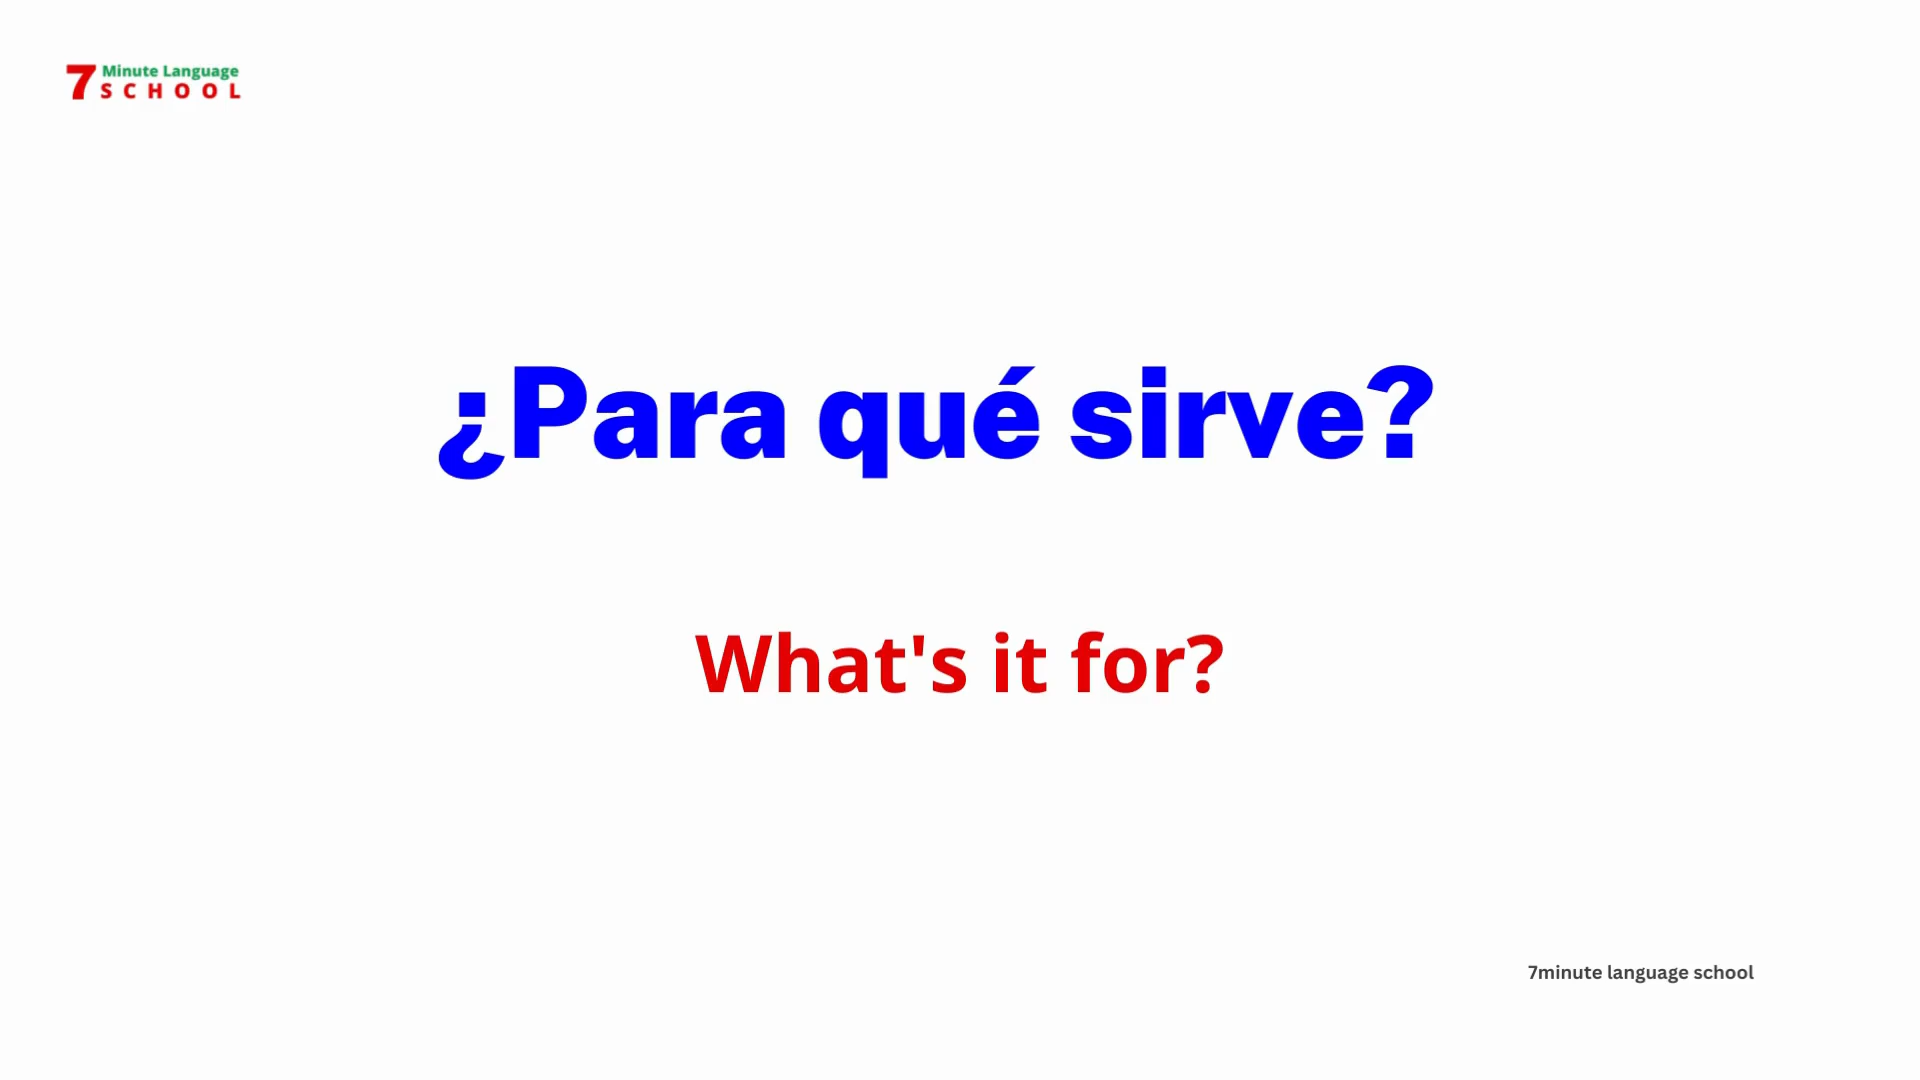 7 Minute Language
SCHOOL
¿Para qué sirve?
What's it for?
7minute language school